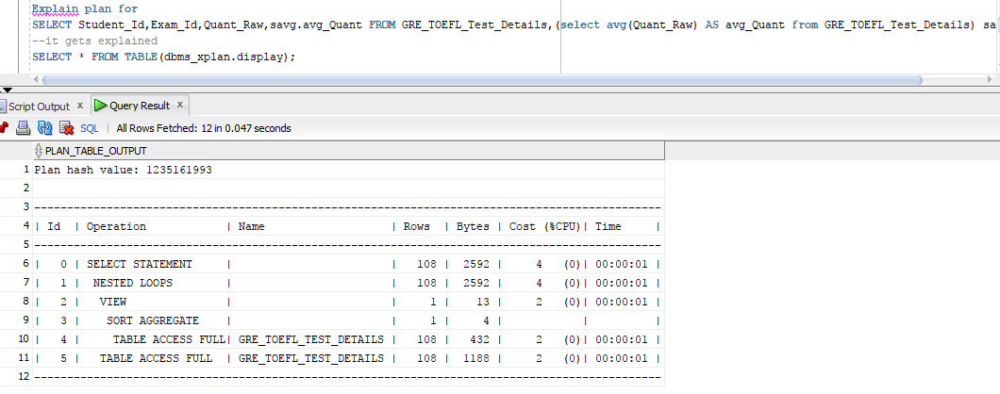 Explain plan for
SELECT Student_Id,Exam_Id,Quant_Raw,savg.avg_Quant FROM GRE_TOEFL_Test_Details,(select avg(Quant_Raw) AS avg_Quant from GRE_TOEFL_Test_Details) sa
--it gets explained
SELECT * FROM TABLE(dbms_xplan.display);
Script Output x Query Result x
SQL | All Rows Fetched: 12 in 0.047 seconds
PLAN_TABLE_OUTPUT
1 Plan hash value: 1235161993
2
3 -----------------------------------------------------------------------------------------------
4 | Id | Operation | Name | Rows | Bytes | Cost (%CPU)| Time |
5 -----------------------------------------------------------------------------------------------
6 | 0 | SELECT STATEMENT | | 108 | 2592 | 4 (0)| 00:00:01 |
7 | 1 | NESTED LOOPS | | 108 | 2592 | 4 (0)| 00:00:01 |
8 | 2 | VIEW | | 1 | 13 | 2 (0)| 00:00:01 |
9 | 3 | SORT AGGREGATE | | 1 | 4 | | |
10 | 4 | TABLE ACCESS FULL| GRE_TOEFL_TEST_DETAILS | 108 | 432 | 2 (0)| 00:00:01 |
11 | 5 | TABLE ACCESS FULL | GRE_TOEFL_TEST_DETAILS | 108 | 1188 | 2 (0)| 00:00:01 |
12 -----------------------------------------------------------------------------------------------